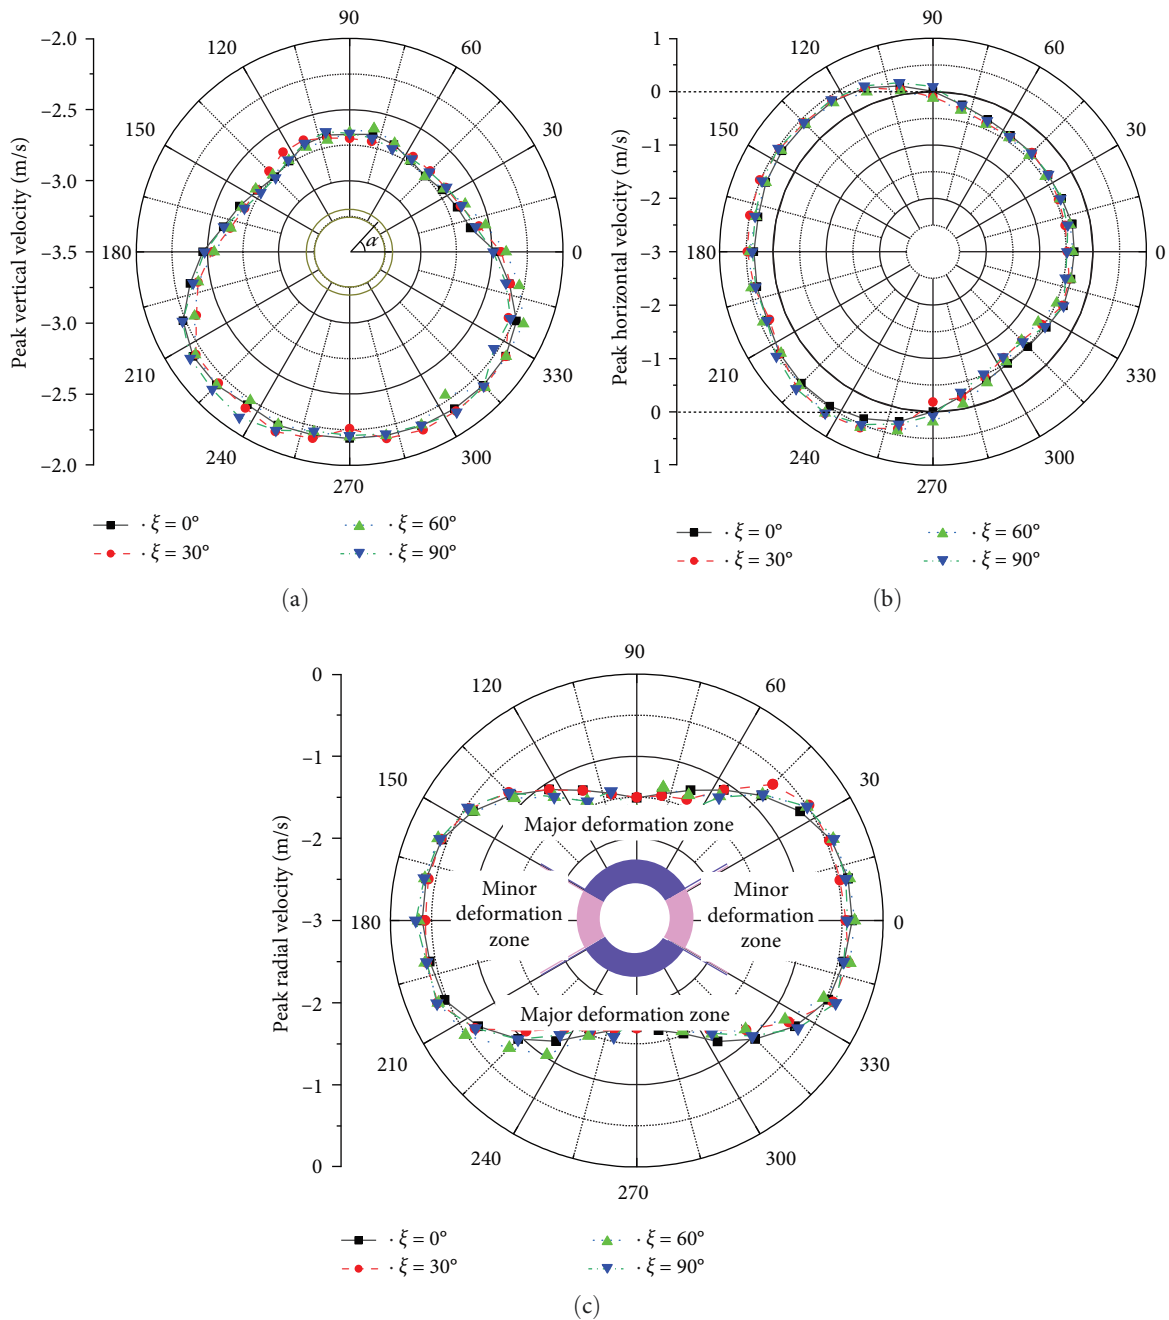 Peak vertical velocity (m/s)
−2.0
−2.5
−3.0
−3.5
−3.0
−2.5
−2.0
90
120
60
150
30
180
0
210
330
240
300
270
α
· ξ = 0°
· ξ = 30°
· ξ = 60°
· ξ = 90°
(a)
Peak horizontal velocity (m/s)
1
0
−1
−2
−3
−2
−1
0
1
90
120
60
150
30
180
0
210
330
240
300
270
· ξ = 0°
· ξ = 30°
· ξ = 60°
· ξ = 90°
(b)
Peak radial velocity (m/s)
0
−1
−2
−3
−2
−1
0
90
120
60
150
30
180
0
210
330
240
300
270
Major deformation zone
Minor
deformation
zone
Minor
deformation
zone
Major deformation zone
· ξ = 0°
· ξ = 30°
· ξ = 60°
· ξ = 90°
(c)